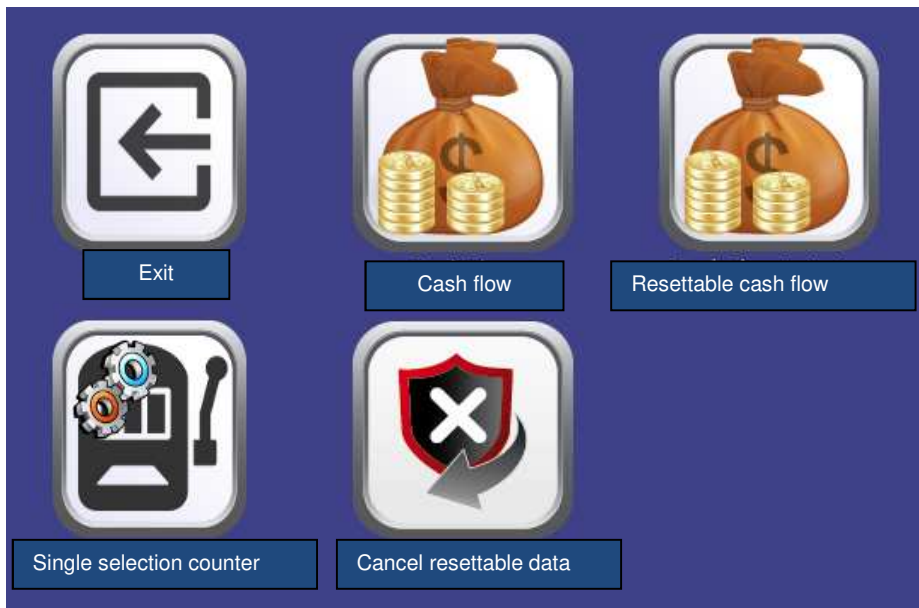 Exit
Cash flow
Resettable cash flow
Single selection counter
Cancel resettable data